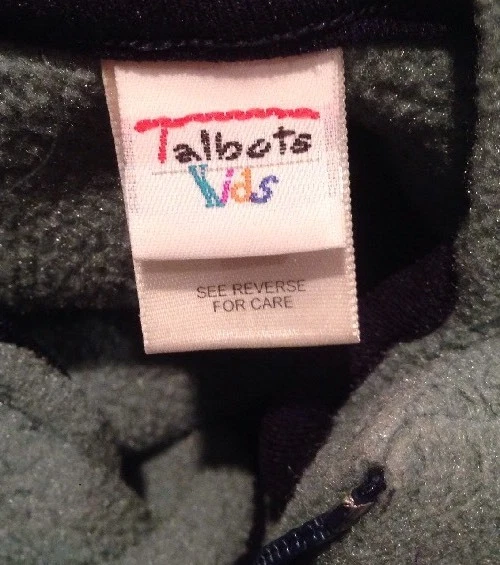 Talbots
Kids
SEE REVERSE
FOR CARE